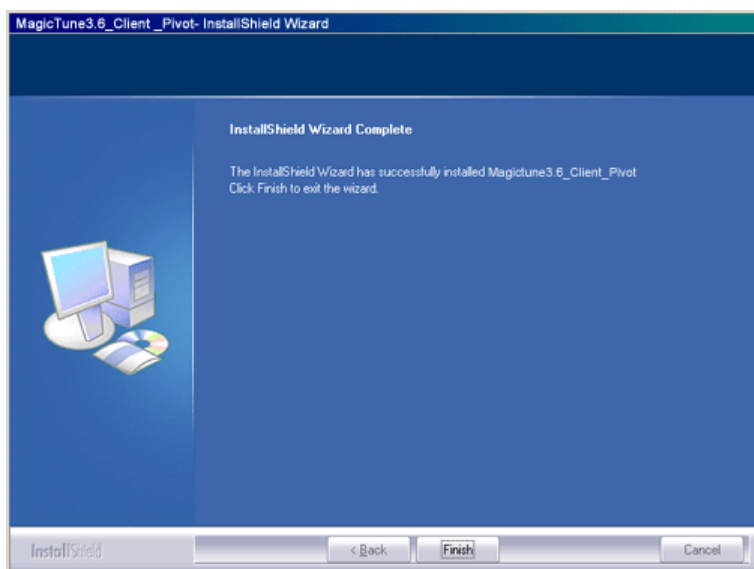 MagicTune3.6_Client _Pivot- InstallShield Wizard
InstallShield Wizard Complete
The InstallShield Wizard has successfully installed Magictune3.6_Client_Pivot
Click Finish to exit the wizard.
InstallShield
< Back
Finish
Cancel